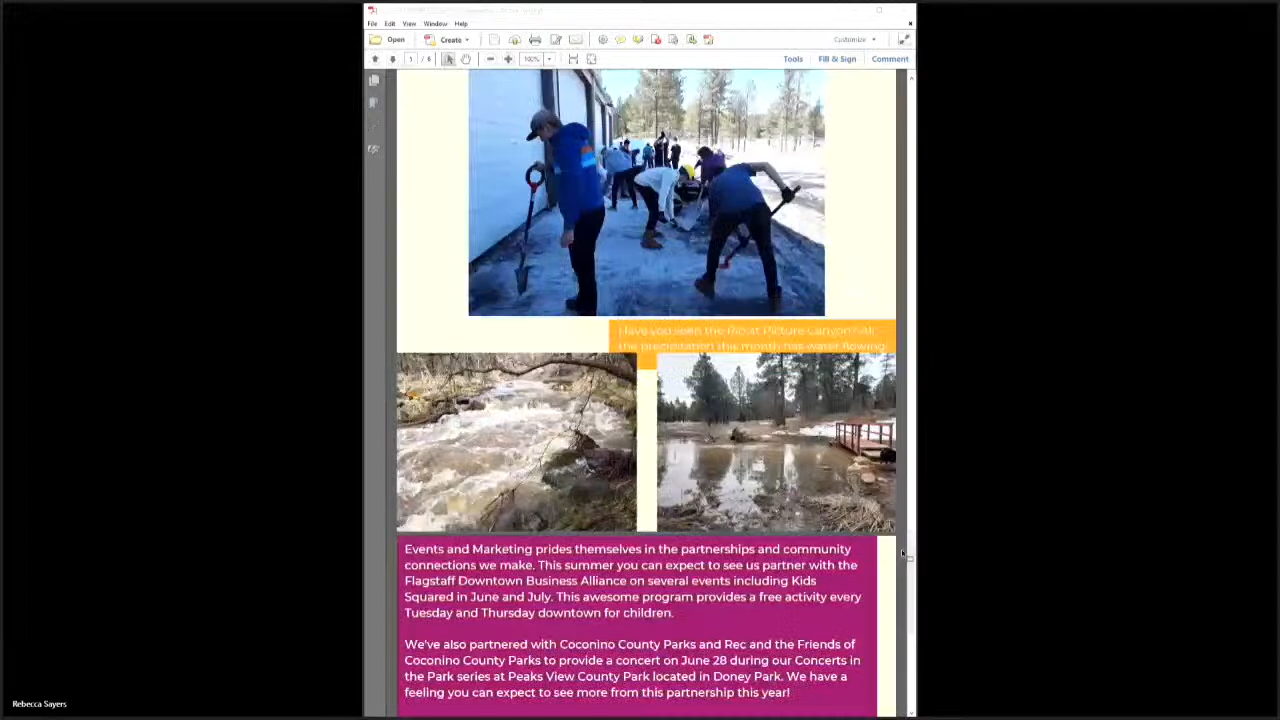 File Edit View Window Help
Open Create Customize
5 / 6 100% Tools Fill & Sign Comment
Have you seen the Rio at Picture Canyon? All
the precipitation this month has water flowing!
Events and Marketing prides themselves in the partnerships and community
connections we make. This summer you can expect to see us partner with the
Flagstaff Downtown Business Alliance on several events including Kids
Squared in June and July. This awesome program provides a free activity every
Tuesday and Thursday downtown for children.
We've also partnered with Coconino County Parks and Rec and the Friends of
Coconino County Parks to provide a concert on June 28 during our Concerts in
the Park series at Peaks View County Park located in Doney Park. We have a
feeling you can expect to see more from this partnership this year!
Rebecca Sayers